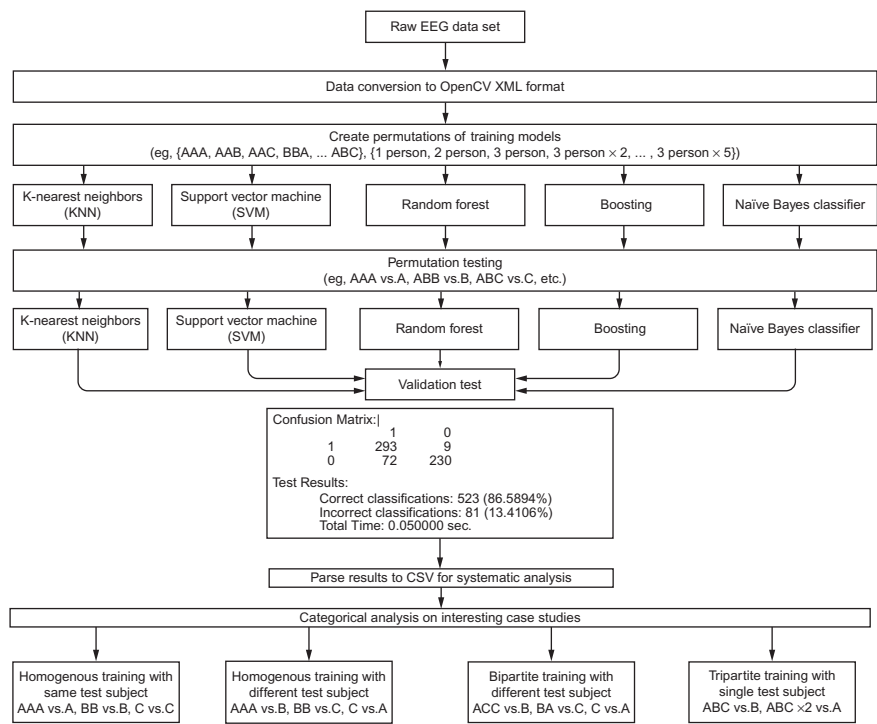 Raw EEG data set
Data conversion to OpenCV XML format
Create permutations of training models
(eg, {AAA, AAB, AAC, BBA, ... ABC}, {1 person, 2 person, 3 person, 3 person × 2, ... , 3 person × 5})
K-nearest neighbors
(KNN)
Support vector machine
(SVM)
Random forest
Boosting
Naïve Bayes classifier
Permutation testing
(eg, AAA vs.A, ABB vs.B, ABC vs.C, etc.)
K-nearest neighbors
(KNN)
Support vector machine
(SVM)
Random forest
Boosting
Naïve Bayes classifier
Validation test
Confusion Matrix:|
1 0
1 293 9
0 72 230
Test Results:
Correct classifications: 523 (86.5894%)
Incorrect classifications: 81 (13.4106%)
Total Time: 0.050000 sec.
Parse results to CSV for systematic analysis
Categorical analysis on interesting case studies
Homogenous training with
same test subject
AAA vs.A, BB vs.B, C vs.C
Homogenous training with
different test subject
AAA vs.B, BB vs.C, C vs.A
Bipartite training with
different test subject
ACC vs.B, BA vs.C, C vs.A
Tripartite training with
single test subject
ABC vs.B, ABC ×2 vs.A